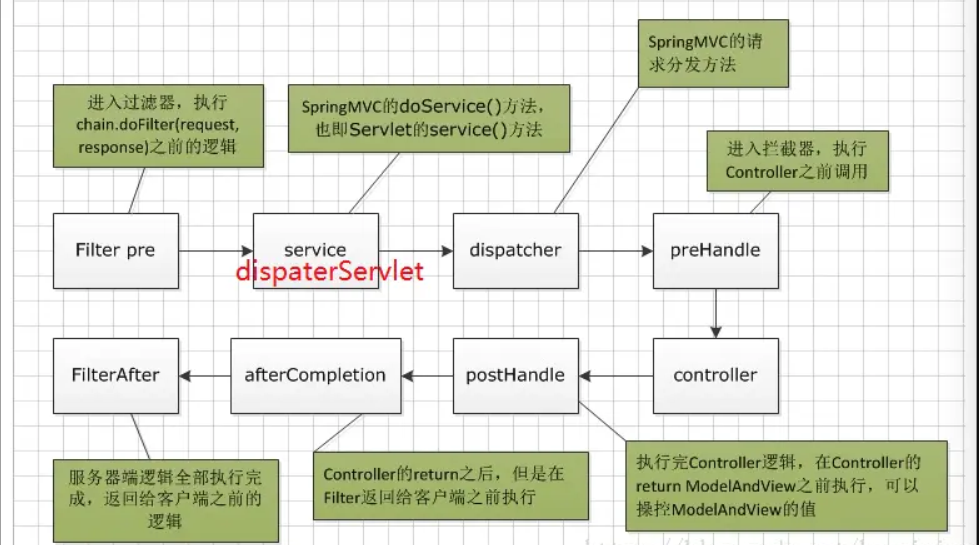 SpringMVC的请
求分发方法
进入过滤器，执行
chain.doFilter(request,
response)之前的逻辑
SpringMVC的doService()方法，
也即Servlet的service()方法
进入拦截器，执行
Controller之前调用
Filter pre
service
dispatcher
preHandle
dispaterServlet
FilterAfter
afterCompletion
postHandle
controller
服务器端逻辑全部执行完
成，返回给客户端之前的
逻辑
Controller的return之后，但是在
Filter返回给客户端之前执行
执行完Controller逻辑，在Controller的
return ModelAndView之前执行，可以
操控ModelAndView的值